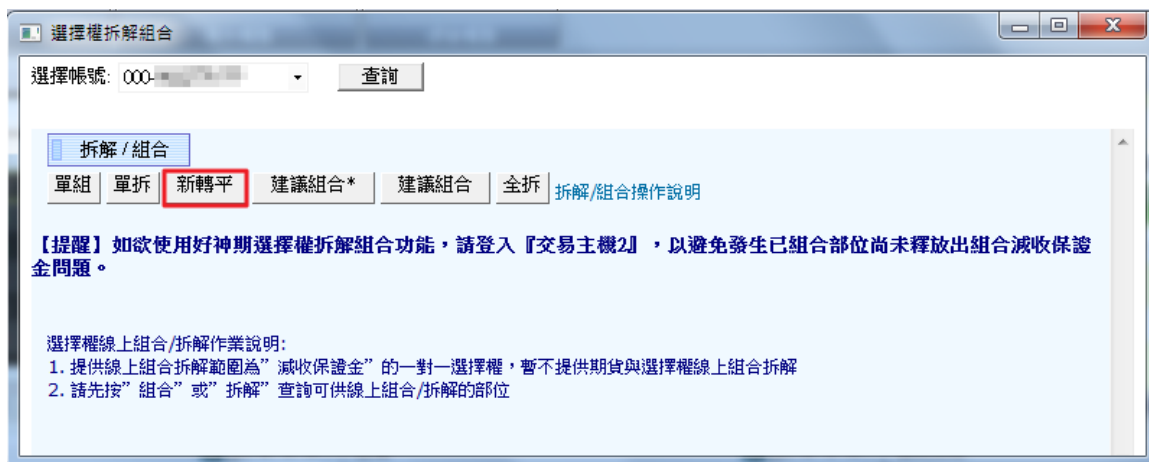 選擇權拆解組合
選擇帳號: 000- 查詢
拆解 / 組合
單組 單拆 新轉平 建議組合* 建議組合 全拆 拆解/組合操作說明
【提醒】如欲使用好神期選擇權拆解組合功能，請登入『交易主機2』，以避免發生已組合部位尚未釋放出組合減收保證
金問題。
選擇權線上組合/拆解作業說明:
1. 提供線上組合拆解範圍為”減收保證金”的一對一選擇權，暫不提供期貨與選擇權線上組合拆解
2. 請先按”組合”或”拆解”查詢可供線上組合/拆解的部位